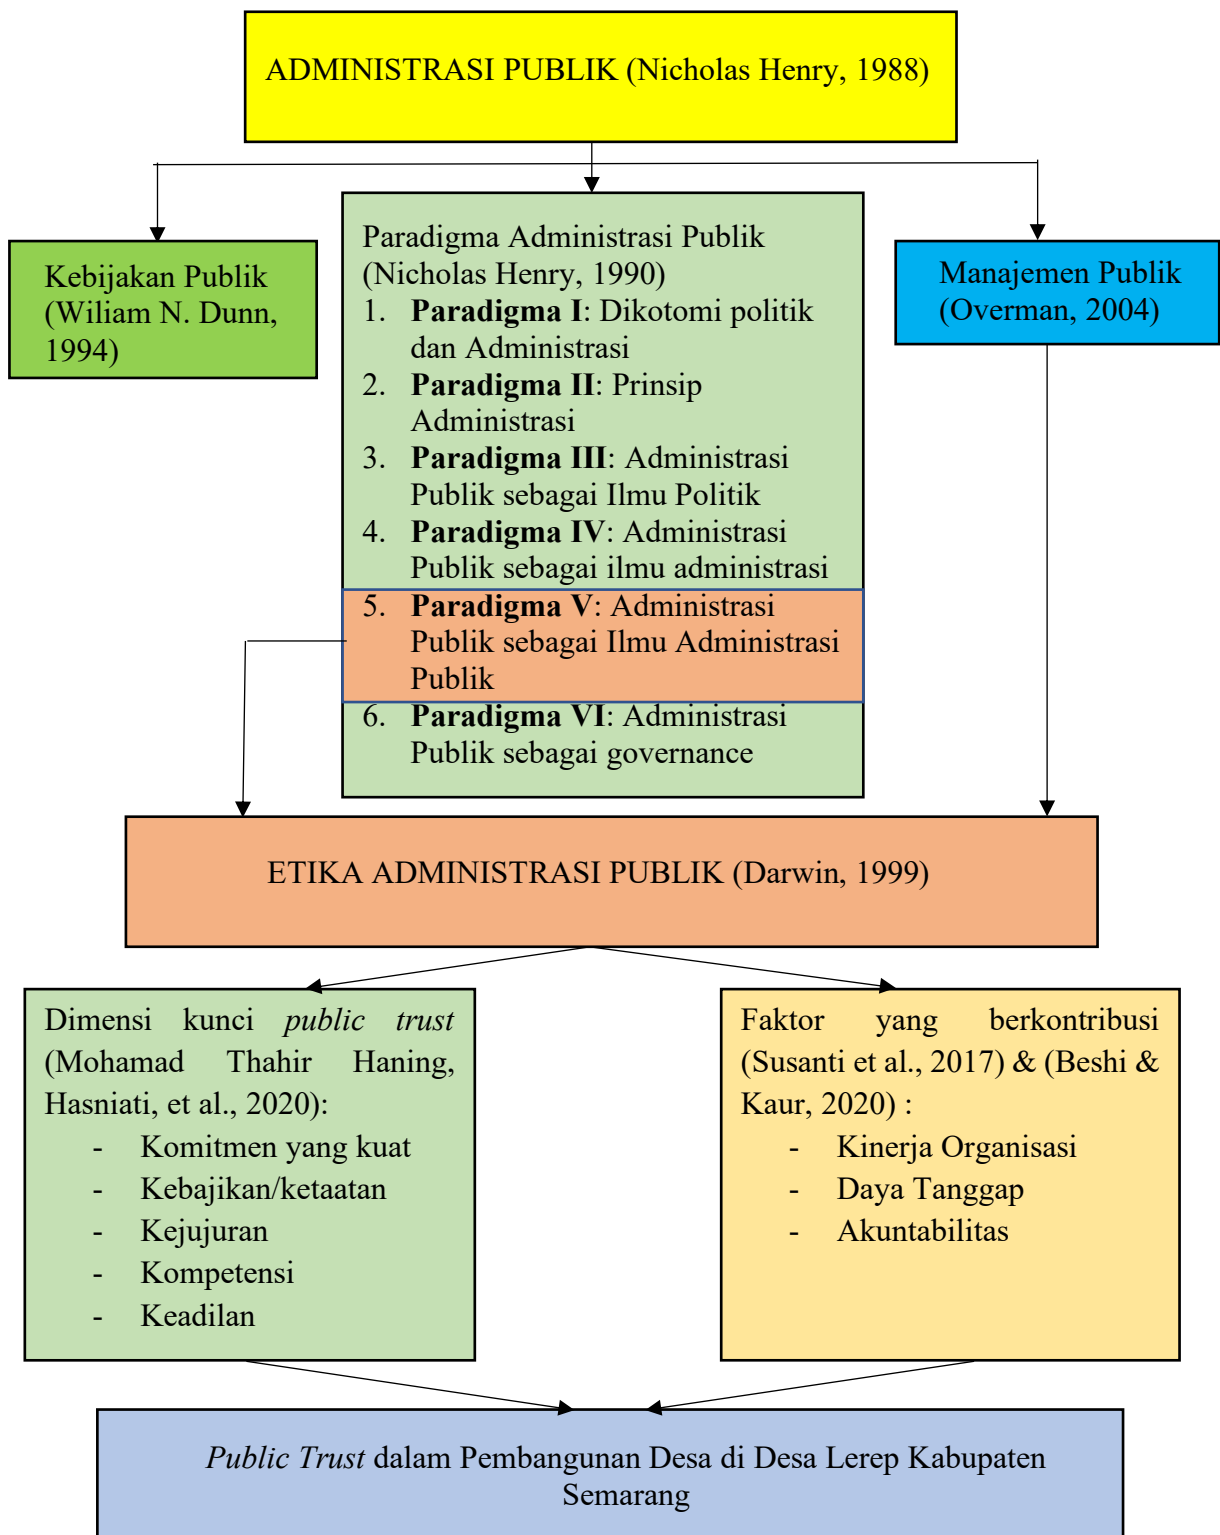 ADMINISTRASI PUBLIK (Nicholas Henry, 1988)
Kebijakan Publik
(Wiliam N. Dunn,
1994)
Paradigma Administrasi Publik
(Nicholas Henry, 1990)
1. Paradigma I: Dikotomi politik
dan Administrasi
2. Paradigma II: Prinsip
Administrasi
3. Paradigma III: Administrasi
Publik sebagai Ilmu Politik
4. Paradigma IV: Administrasi
Publik sebagai ilmu administrasi
5. Paradigma V: Administrasi
Publik sebagai Ilmu Administrasi
Publik
6. Paradigma VI: Administrasi
Publik sebagai governance
Manajemen Publik
(Overman, 2004)
ETIKA ADMINISTRASI PUBLIK (Darwin, 1999)
Dimensi kunci public trust
(Mohamad Thahir Haning,
Hasniati, et al., 2020):
- Komitmen yang kuat
- Kebajikan/ketaatan
- Kejujuran
- Kompetensi
- Keadilan
Faktor yang berkontribusi
(Susanti et al., 2017) & (Beshi &
Kaur, 2020) :
- Kinerja Organisasi
- Daya Tanggap
- Akuntabilitas
Public Trust dalam Pembangunan Desa di Desa Lerep Kabupaten
Semarang